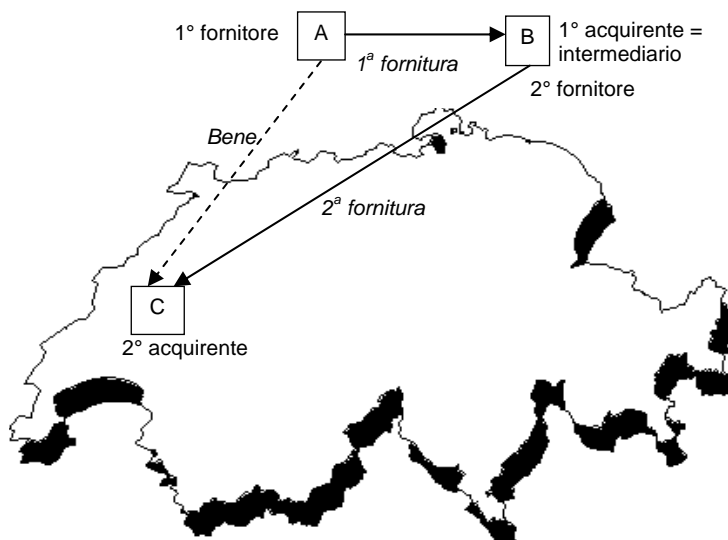 1° fornitore
A
B
1° acquirente =
intermediario
1ª fornitura
2° fornitore
Bene
2ª fornitura
C
2° acquirente